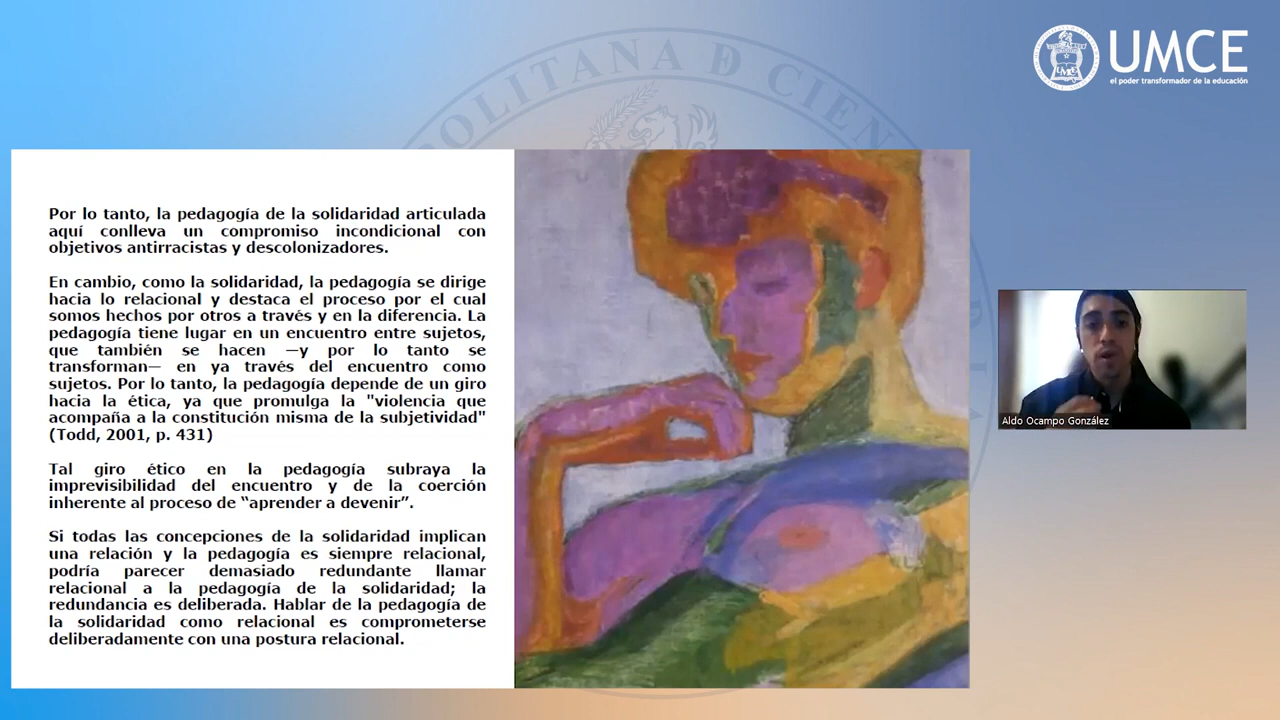 POLITANA D CIEN
UMCE
el poder transformador de la educación
Por lo tanto, la pedagogía de la solidaridad articulada
aquí conlleva un compromiso incondicional con
objetivos antirracistas y descolonizadores.
En cambio, como la solidaridad, la pedagogía se dirige
hacia lo relacional y destaca el proceso por el cual
somos hechos por otros a través y en la diferencia. La
pedagogía tiene lugar en un encuentro entre sujetos,
que también se hacen —y por lo tanto se
transforman— en ya través del encuentro como
sujetos. Por lo tanto, la pedagogía depende de un giro
hacia la ética, ya que promulga la "violencia que
acompaña a la constitución misma de la subjetividad"
(Todd, 2001, p. 431)
Tal giro ético en la pedagogía subraya la
imprevisibilidad del encuentro y de la coerción
inherente al proceso de “aprender a devenir”.
Si todas las concepciones de la solidaridad implican
una relación y la pedagogía es siempre relacional,
podría parecer demasiado redundante llamar
relacional a la pedagogía de la solidaridad; la
redundancia es deliberada. Hablar de la pedagogía de
la solidaridad como relacional es comprometerse
deliberadamente con una postura relacional.
Aldo Ocampo González